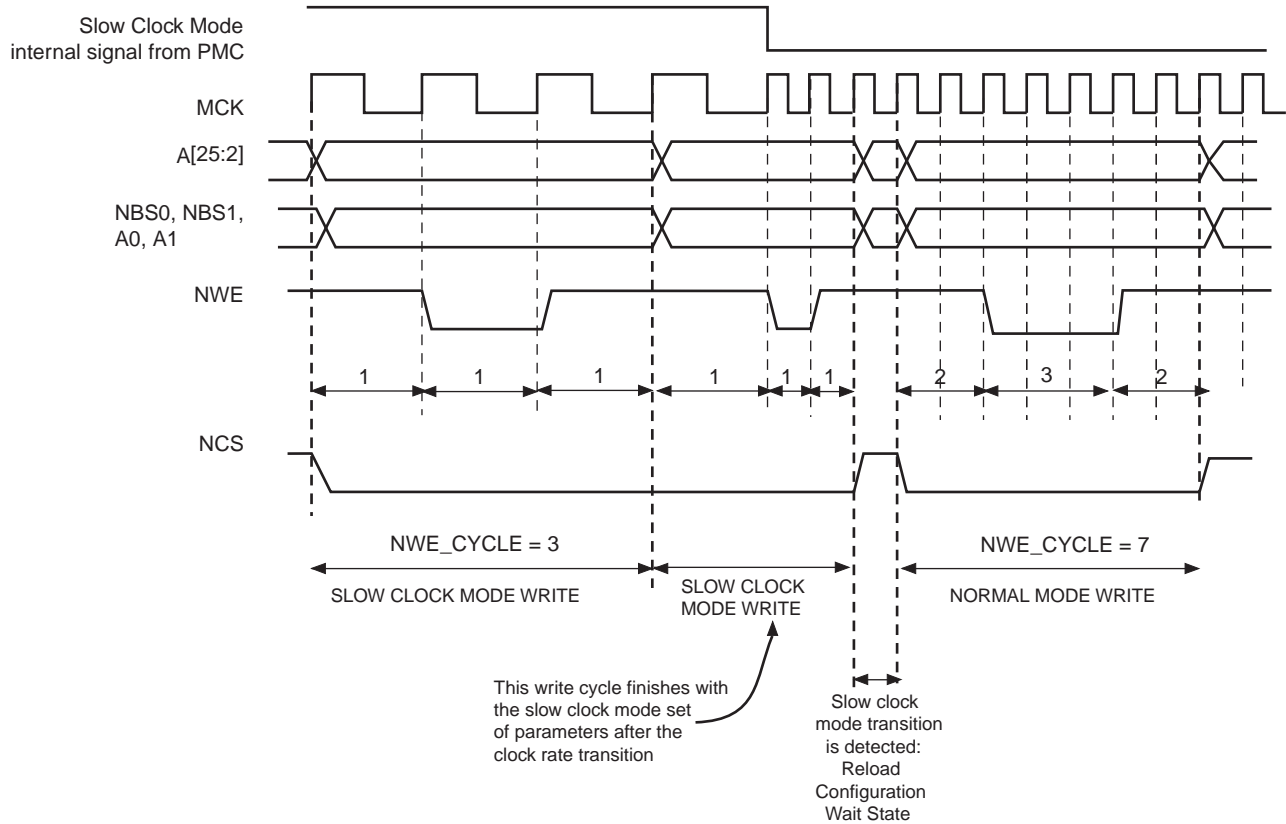 Slow Clock Mode
internal signal from PMC
MCK
A[25:2]
NBS0, NBS1,
A0, A1
NWE
1
1
1
1
1
1
2
3
2
NCS
NWE_CYCLE = 3
NWE_CYCLE = 7
SLOW CLOCK MODE WRITE
SLOW CLOCK
MODE WRITE
NORMAL MODE WRITE
This write cycle finishes with
the slow clock mode set
of parameters after the
clock rate transition
Slow clock
mode transition
is detected:
Reload
Configuration
Wait State